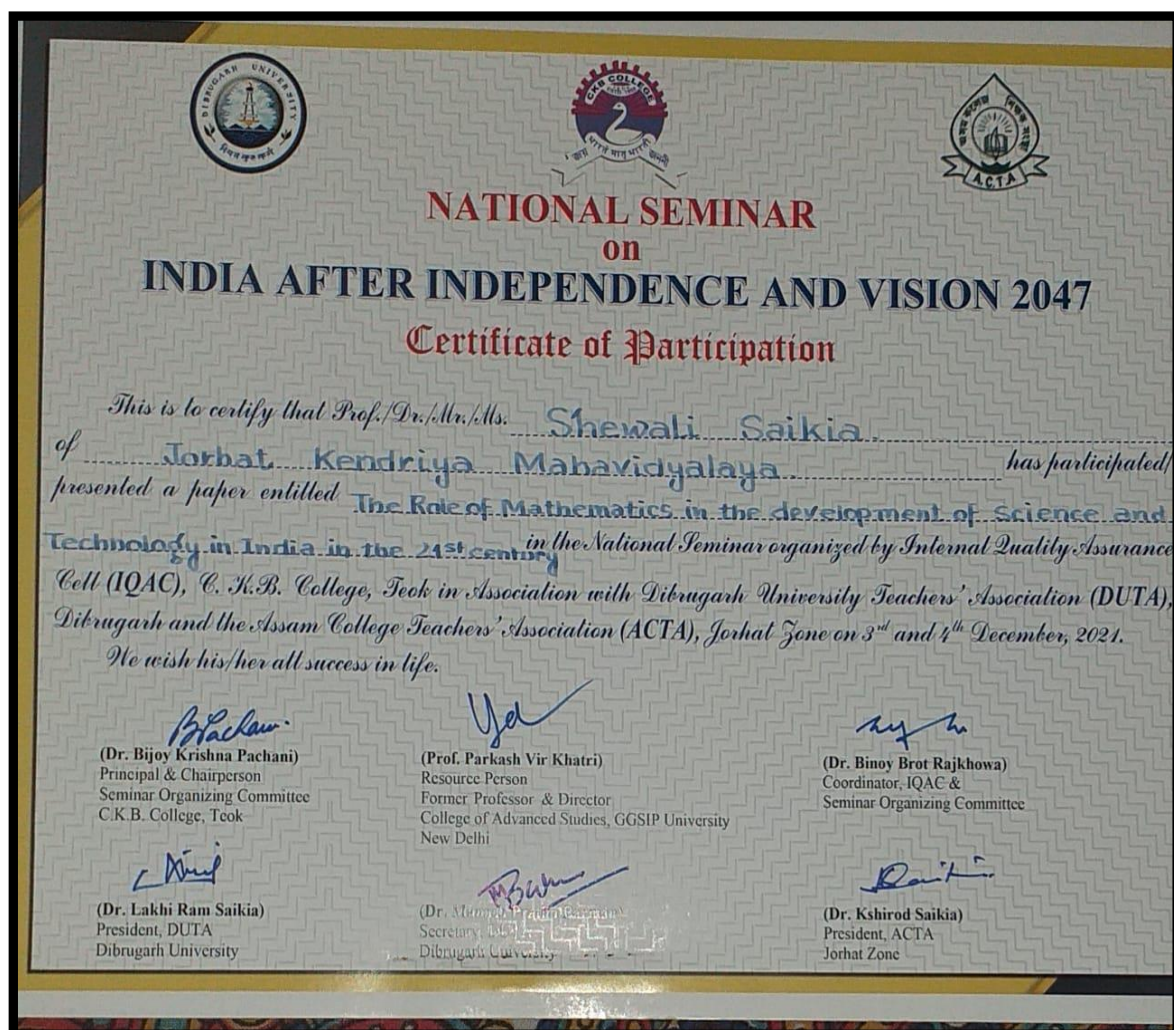 DIBRUGARH UNIVERSITY
CKB COLLEGE
A.C.T.A.
NATIONAL SEMINAR
on
INDIA AFTER INDEPENDENCE AND VISION 2047
Certificate of Participation
This is to certify that Prof./Dr./Mr./Ms. Shewali Saikia
of Jorhat Kendriya Mahavidyalaya has participated/
presented a paper entitled The Role of Mathematics in the development of Science and
Technology in India in the 21st century in the National Seminar organized by Internal Quality Assurance
Cell (IQAC), C. K.B. College, Teok in Association with Dibrugarh University Teachers' Association (DUTA),
Dibrugarh and the Assam College Teachers' Association (ACTA), Jorhat Zone on 3rd and 4th December, 2021.
We wish his/her all success in life.
(Dr. Bijoy Krishna Pachani)
Principal & Chairperson
Seminar Organizing Committee
C.K.B. College, Teok
(Prof. Parkash Vir Khatri)
Resource Person
Former Professor & Director
College of Advanced Studies, GGSIP University
New Delhi
(Dr. Binoy Brot Rajkhowa)
Coordinator, IQAC &
Seminar Organizing Committee
(Dr. Lakhi Ram Saikia)
President, DUTA
Dibrugarh University
(Dr.
Secretary,
Dibrugarh University
(Dr. Kshirod Saikia)
President, ACTA
Jorhat Zone